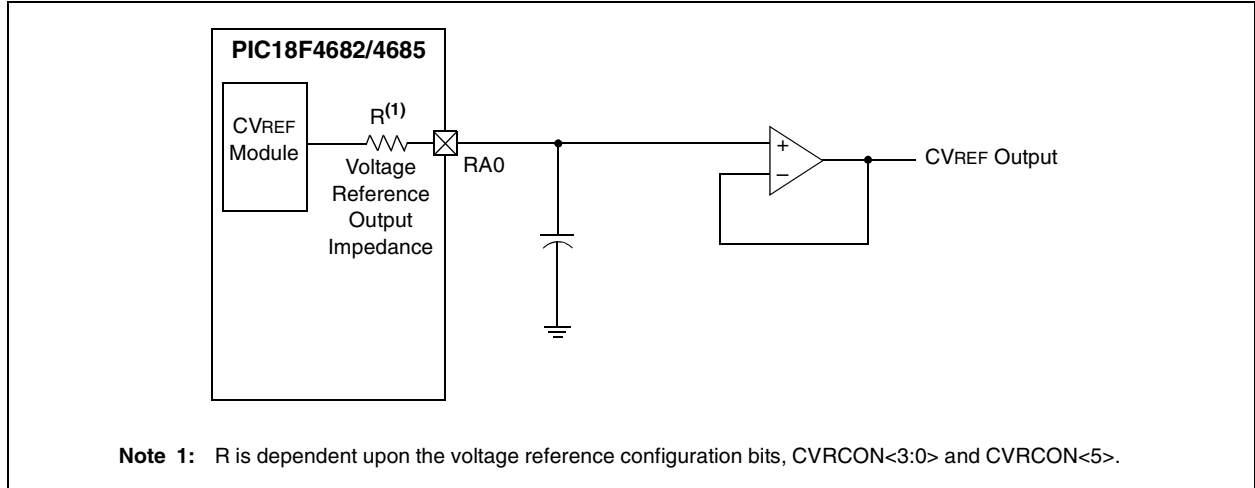 PIC18F4682/4685
CVREF
Module
R(1)
Voltage
Reference
Output
Impedance
RA0
+
–
CVREF Output
Note 1: R is dependent upon the voltage reference configuration bits, CVRCON<3:0> and CVRCON<5>.